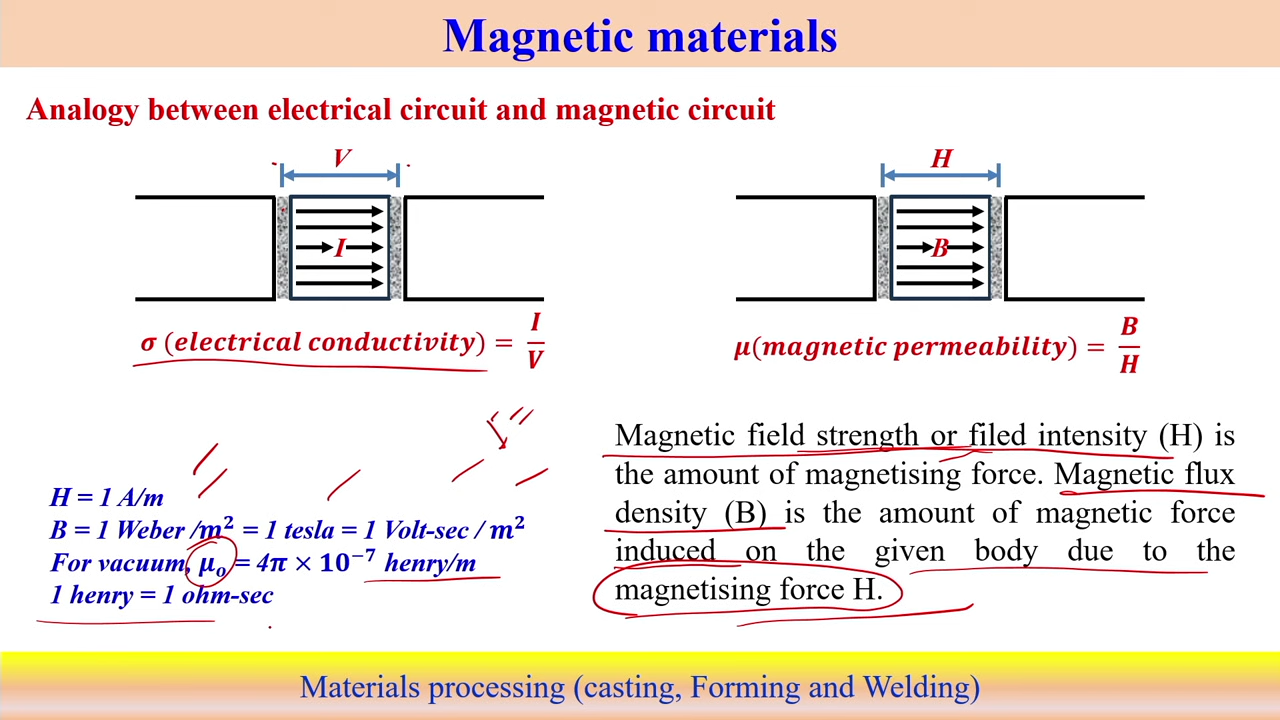 Magnetic materials
Analogy between electrical circuit and magnetic circuit
V
I
σ (electrical conductivity) = I/V
H
B
μ(magnetic permeability) = B/H
H = 1 A/m
B = 1 Weber /m² = 1 tesla = 1 Volt-sec / m²
For vacuum, μ₀ = 4π × 10⁻⁷ henry/m
1 henry = 1 ohm-sec
Magnetic field strength or filed intensity (H) is
the amount of magnetising force. Magnetic flux
density (B) is the amount of magnetic force
induced on the given body due to the
magnetising force H.
Materials processing (casting, Forming and Welding)